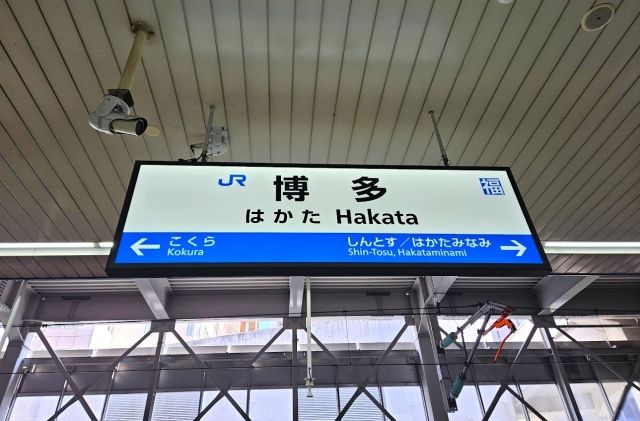 JR 博多 福
はかた Hakata
← こくら しんとす／はかたみなみ →
Kokura Shin-Tosu, Hakataminami